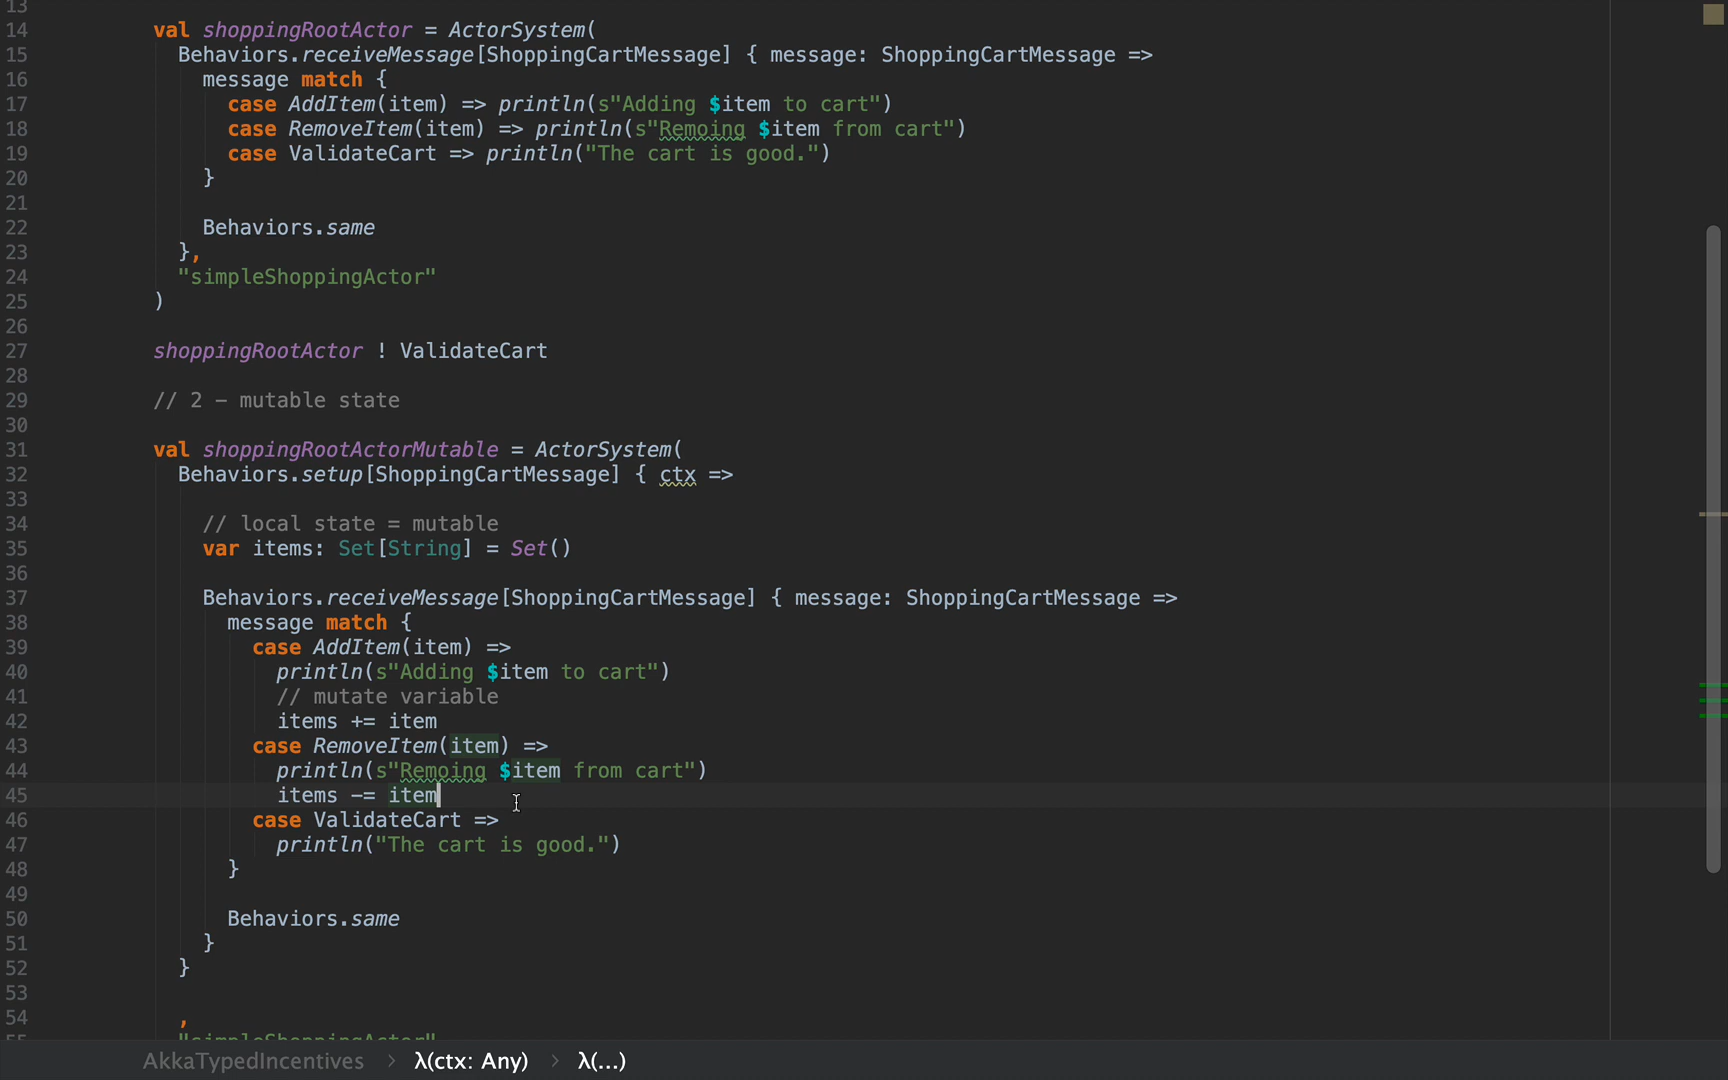 13
14 val shoppingRootActor = ActorSystem(
15 Behaviors.receiveMessage[ShoppingCartMessage] { message: ShoppingCartMessage =>
16 message match {
17 case AddItem(item) => println(s"Adding $item to cart")
18 case RemoveItem(item) => println(s"Remoing $item from cart")
19 case ValidateCart => println("The cart is good.")
20 }
21
22 Behaviors.same
23 },
24 "simpleShoppingActor"
25 )
26
27 shoppingRootActor ! ValidateCart
28
29 // 2 - mutable state
30
31 val shoppingRootActorMutable = ActorSystem(
32 Behaviors.setup[ShoppingCartMessage] { ctx =>
33
34 // local state = mutable
35 var items: Set[String] = Set()
36
37 Behaviors.receiveMessage[ShoppingCartMessage] { message: ShoppingCartMessage =>
38 message match {
39 case AddItem(item) =>
40 println(s"Adding $item to cart")
41 // mutate variable
42 items += item
43 case RemoveItem(item) =>
44 println(s"Remoing $item from cart")
45 items -= item
46 case ValidateCart =>
47 println("The cart is good.")
48 }
49
50 Behaviors.same
51 }
52 }
53
54 ,
55 "simpleShoppingActor"
AkkaTypedIncentives > λ(ctx: Any) > λ(...)